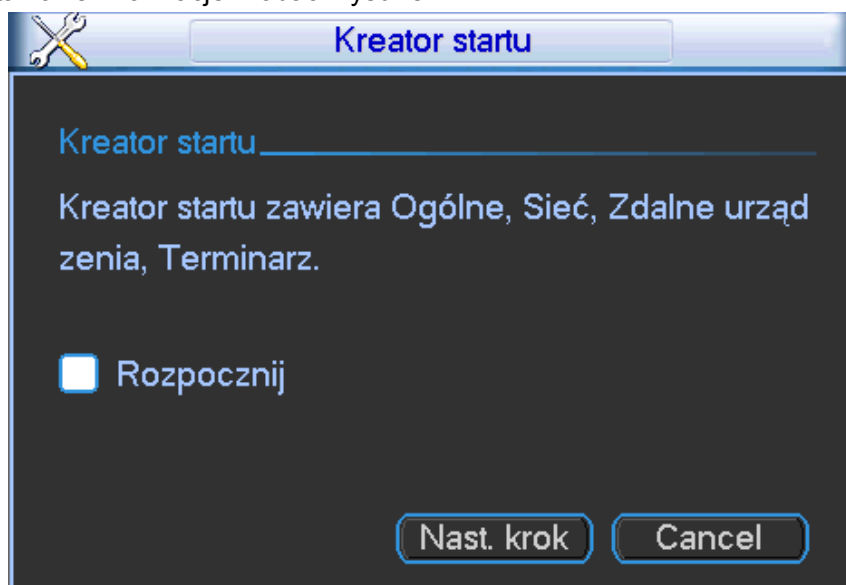 Kreator startu
Kreator startu
Kreator startu zawiera Ogólne, Sieć, Zdalne urząd
zenia, Terminarz.
Rozpocznij
Nast. krok Cancel